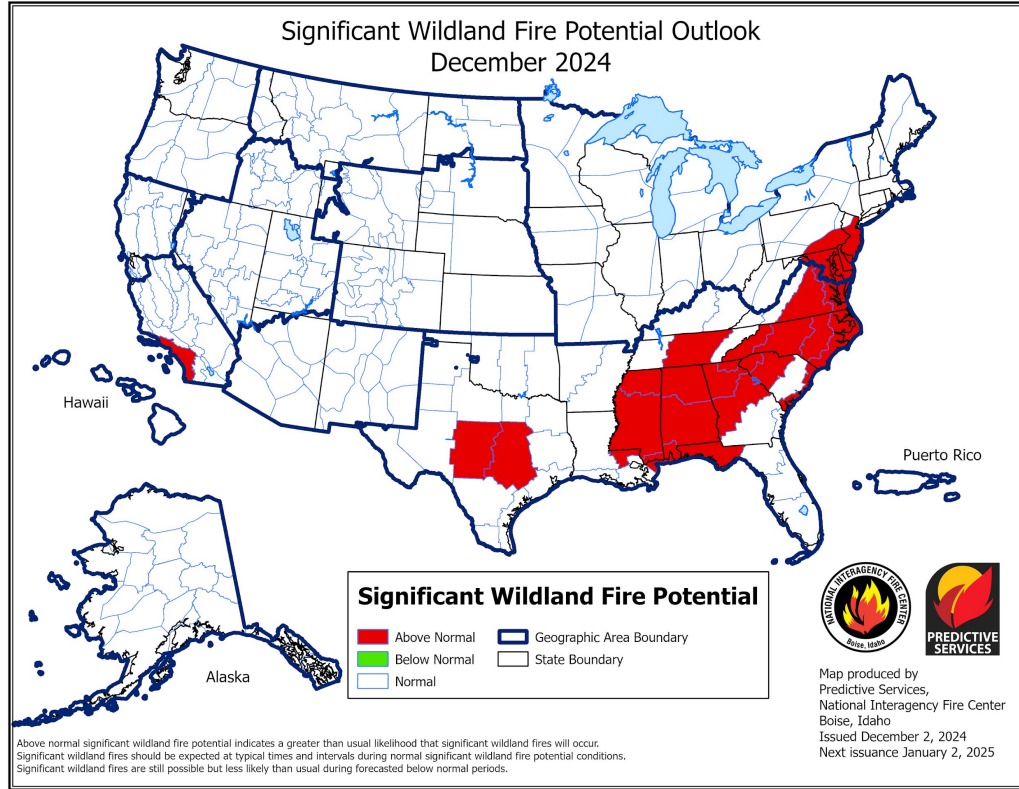 Significant Wildland Fire Potential Outlook
December 2024
Hawaii
Puerto Rico
Alaska
Significant Wildland Fire Potential
Above Normal
Geographic Area Boundary
Below Normal
State Boundary
Normal
NATIONAL INTERAGENCY FIRE CENTER
Boise, Idaho
PREDICTIVE
SERVICES
Map produced by
Predictive Services,
National Interagency Fire Center
Boise, Idaho
Issued December 2, 2024
Next issuance January 2, 2025
Above normal significant wildland fire potential indicates a greater than usual likelihood that significant wildland fires will occur.
Significant wildland fires should be expected at typical times and intervals during normal significant wildland fire potential conditions.
Significant wildland fires are still possible but less likely than usual during forecasted below normal periods.